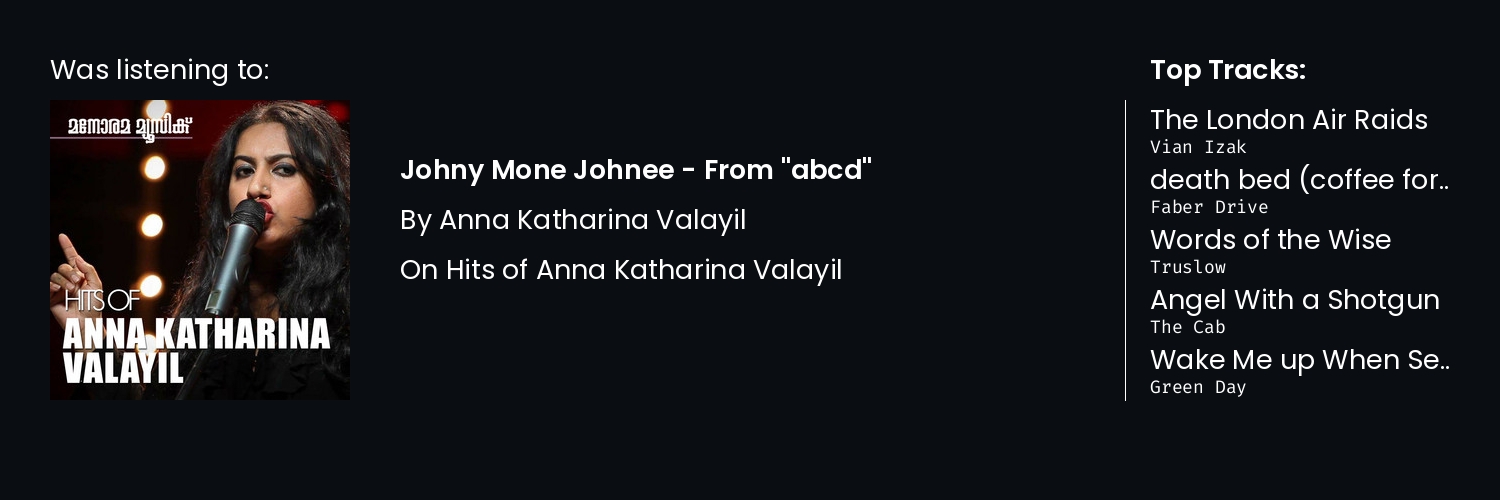 Was listening to:
മനോരമ മ്യൂസിക്
HITS OF
ANNA KATHARINA
VALAYIL
Johny Mone Johnee - From "abcd"
By Anna Katharina Valayil
On Hits of Anna Katharina Valayil
Top Tracks:
The London Air Raids
Vian Izak
death bed (coffee for..
Faber Drive
Words of the Wise
Truslow
Angel With a Shotgun
The Cab
Wake Me up When Se..
Green Day